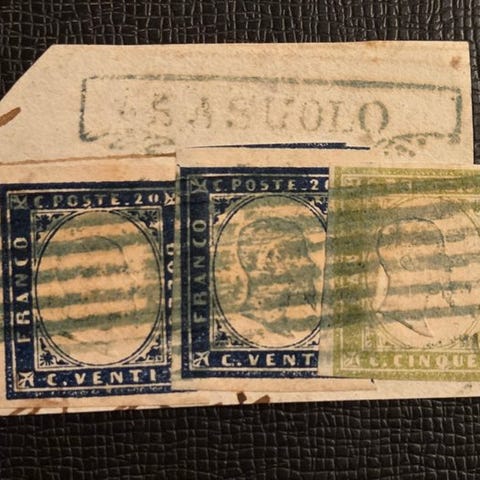 SASSUOLO
C. POSTE. 20
FRANCO
C. VENTI
C. POSTE. 20
FRANCO
C. VENTI
C. CINQUE